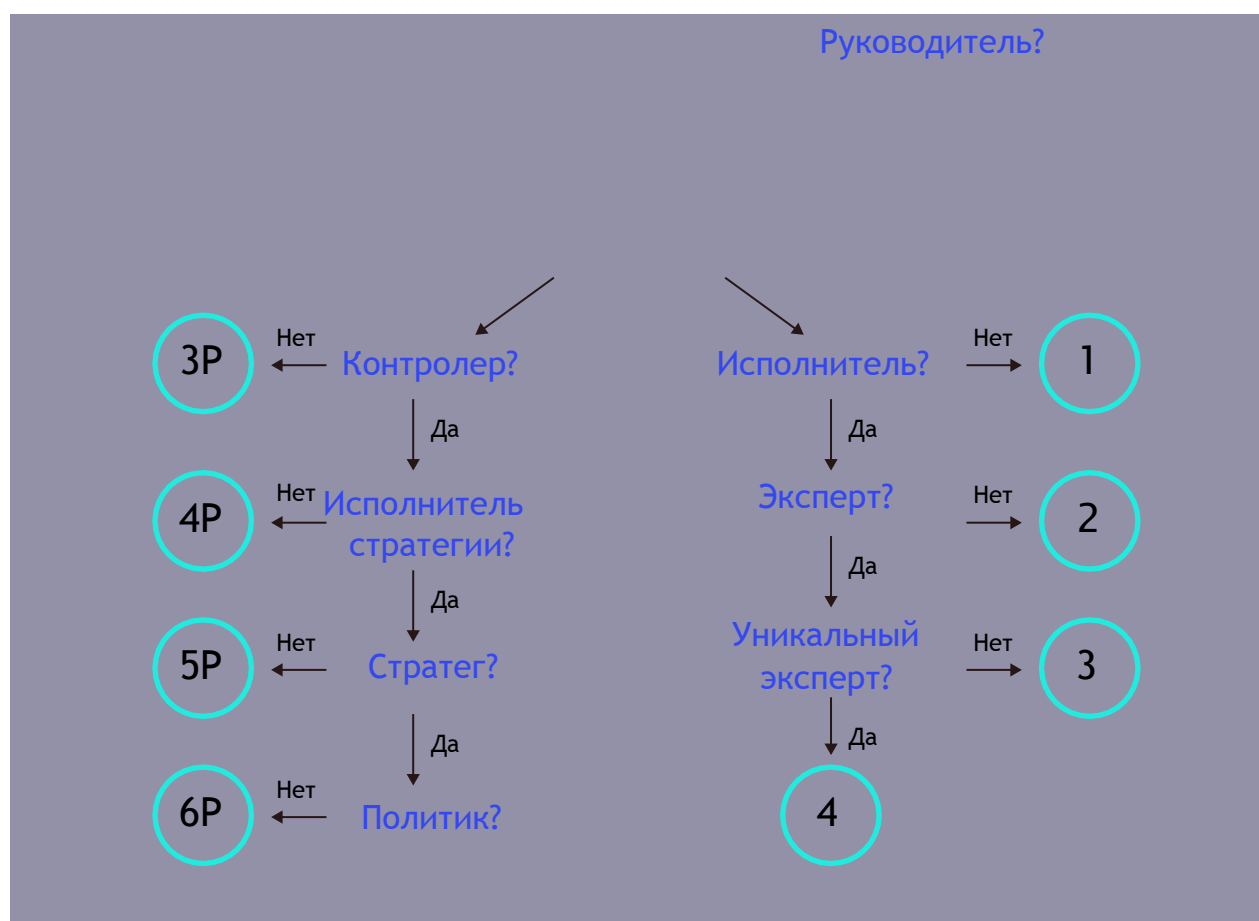 Руководитель?
3Р
Нет
Контролер?
Исполнитель?
Нет
1
Да
Да
4Р
Нет
Исполнитель
стратегии?
Эксперт?
Нет
2
Да
Да
5Р
Нет
Стратег?
Уникальный
эксперт?
Нет
3
Да
Да
6Р
Нет
Политик?
4